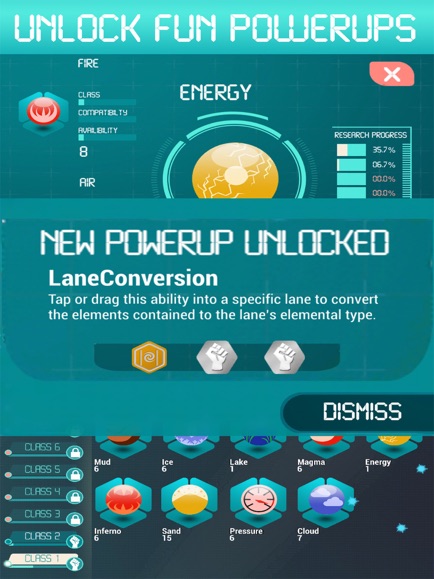 UNLOCK FUN POWERUPS
FIRE
CLASS
COMPATIBILTY
AVAILIBILITY
8
AIR
ENERGY
RESEARCH PROGRESS
35.7%
06.7%
00.0%
00.0%
NEW POWERUP UNLOCKED
LaneConversion
Tap or drag this ability into a specific lane to convert
the elements contained to the lane's elemental type.
DISMISS
CLASS 6
CLASS 5
CLASS 4
CLASS 3
CLASS 2
CLASS 1
Mud
6
Ice
6
Lake
1
Magma
6
Energy
1
Inferno
6
Sand
15
Pressure
6
Cloud
7